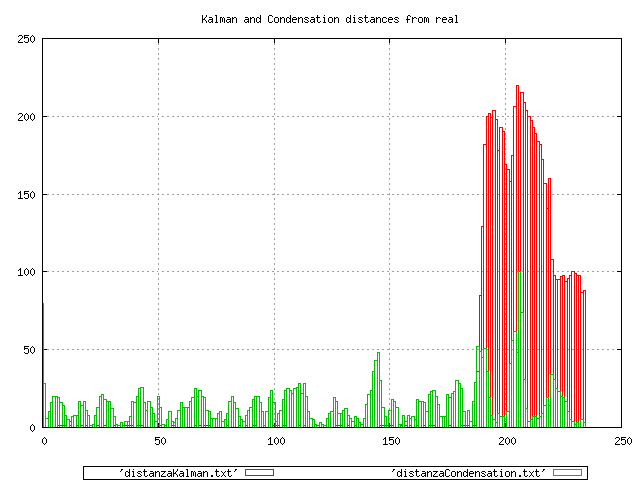 Kalman and Condensation distances from real
250
200
150
100
50
0
0 50 100 150 200 250
'distanzaKalman.txt' 'distanzaCondensation.txt'